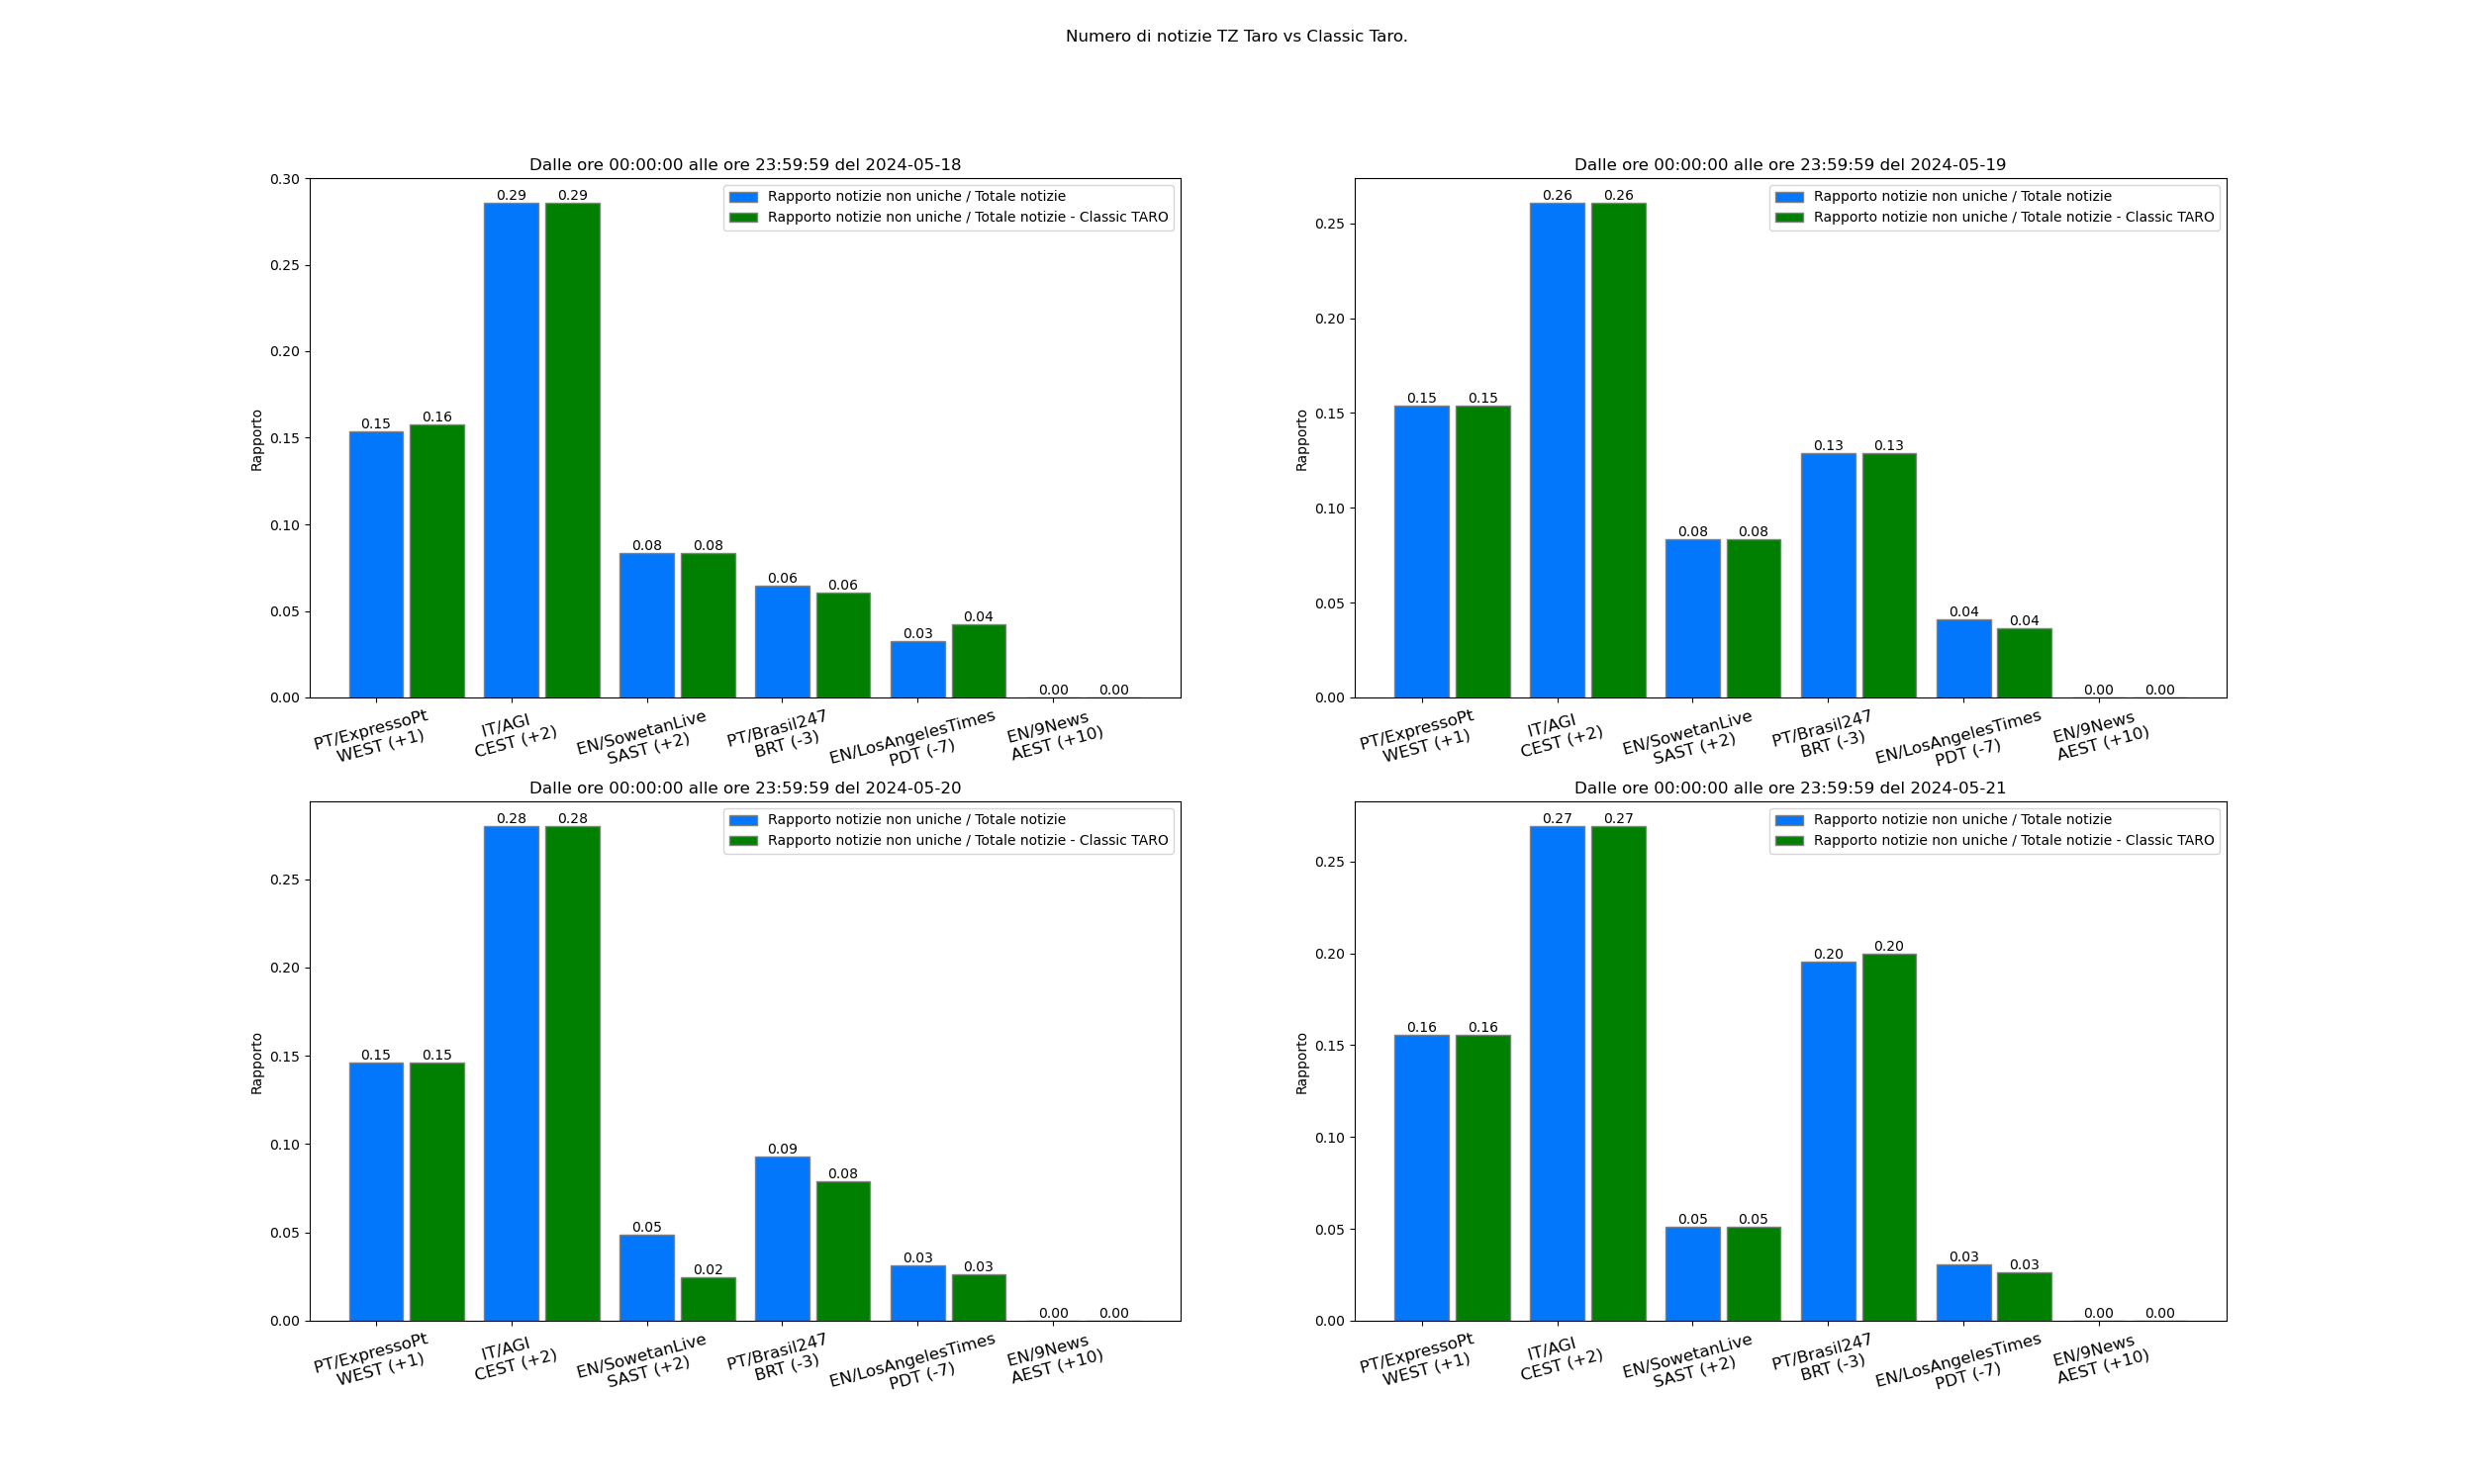 Numero di notizie TZ Taro vs Classic Taro.
Dalle ore 00:00:00 alle ore 23:59:59 del 2024-05-18
Rapporto notizie non uniche / Totale notizie
Rapporto notizie non uniche / Totale notizie - Classic TARO
Rapporto
0.30
0.25
0.20
0.15
0.10
0.05
0.00
0.15 0.16 0.29 0.29 0.08 0.08 0.06 0.06 0.03 0.04 0.00 0.00
PT/ExpressoPt
WEST (+1)
IT/AGI
CEST (+2)
EN/SowetanLive
SAST (+2)
PT/Brasil247
BRT (-3)
EN/LosAngelesTimes
PDT (-7)
EN/9News
AEST (+10)
Dalle ore 00:00:00 alle ore 23:59:59 del 2024-05-19
Rapporto notizie non uniche / Totale notizie
Rapporto notizie non uniche / Totale notizie - Classic TARO
Rapporto
0.25
0.20
0.15
0.10
0.05
0.00
0.15 0.15 0.26 0.26 0.08 0.08 0.13 0.13 0.04 0.04 0.00 0.00
PT/ExpressoPt
WEST (+1)
IT/AGI
CEST (+2)
EN/SowetanLive
SAST (+2)
PT/Brasil247
BRT (-3)
EN/LosAngelesTimes
PDT (-7)
EN/9News
AEST (+10)
Dalle ore 00:00:00 alle ore 23:59:59 del 2024-05-20
Rapporto notizie non uniche / Totale notizie
Rapporto notizie non uniche / Totale notizie - Classic TARO
Rapporto
0.25
0.20
0.15
0.10
0.05
0.00
0.15 0.15 0.28 0.28 0.05 0.02 0.09 0.08 0.03 0.03 0.00 0.00
PT/ExpressoPt
WEST (+1)
IT/AGI
CEST (+2)
EN/SowetanLive
SAST (+2)
PT/Brasil247
BRT (-3)
EN/LosAngelesTimes
PDT (-7)
EN/9News
AEST (+10)
Dalle ore 00:00:00 alle ore 23:59:59 del 2024-05-21
Rapporto notizie non uniche / Totale notizie
Rapporto notizie non uniche / Totale notizie - Classic TARO
Rapporto
0.25
0.20
0.15
0.10
0.05
0.00
0.16 0.16 0.27 0.27 0.05 0.05 0.20 0.20 0.03 0.03 0.00 0.00
PT/ExpressoPt
WEST (+1)
IT/AGI
CEST (+2)
EN/SowetanLive
SAST (+2)
PT/Brasil247
BRT (-3)
EN/LosAngelesTimes
PDT (-7)
EN/9News
AEST (+10)